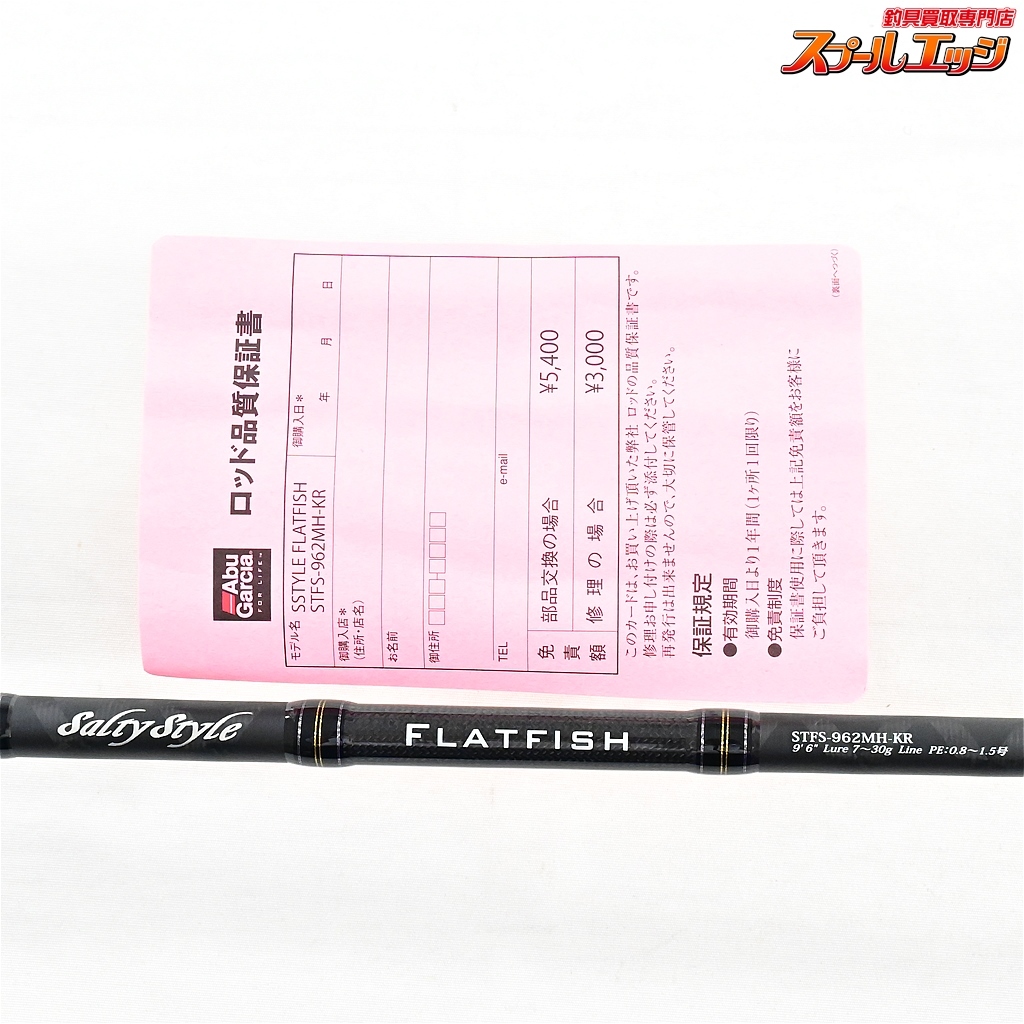 釣具買取専門店
スプールエッジ
Abu
Garcia®
FOR LIFE™
ロッド品質保証書
モデル名 SSTYLE FLATFISH
STFS-962MH-KR
御購入日*
年 月 日
御購入店*
(住所・店名)
お名前
御住所 □□□-□□□□
TEL
e-mail
免責額
部品交換の場合 ¥5,400
修理の場合 ¥3,000
このカードは、お買い上げ頂いた弊社 ロッドの品質保証書です。
修理お申し付けの際は必ず添付してください。
再発行は出来ませんので、大切に保管してください。
保証規定
●有効期間
御購入日より1年間(1ヶ所1回限り)
●免責制度
保証書使用に際しては上記免責額をお客様に
ご負担して頂きます。
(裏面へつづく)
Salty Style
FLATFISH
STFS-962MH-KR
9'6" Lure 7〜30g Line PE:0.8〜1.5号